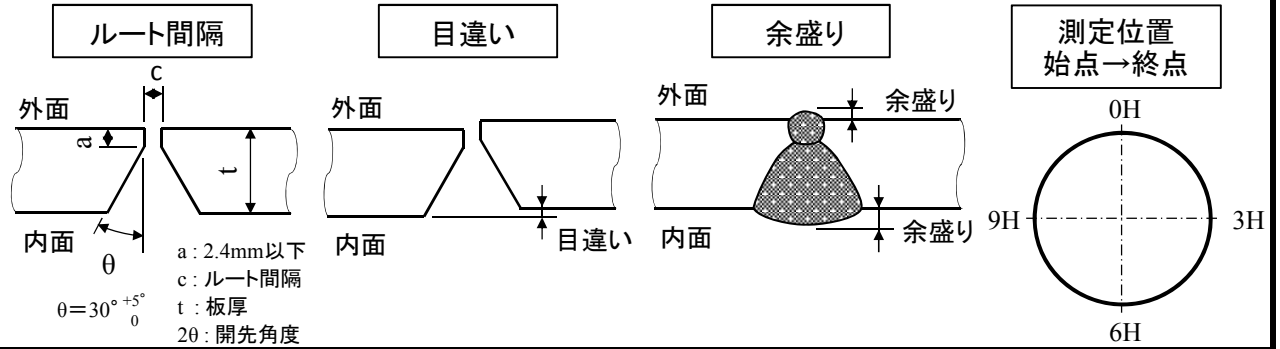 ルート間隔
c
外面
a
t
内面
θ
θ=30° +5° 0
a : 2.4mm以下
c : ルート間隔
t : 板厚
2θ : 開先角度
目違い
外面
内面
目違い
余盛り
外面
余盛り
内面
余盛り
測定位置
始点→終点
0H
9H
3H
6H